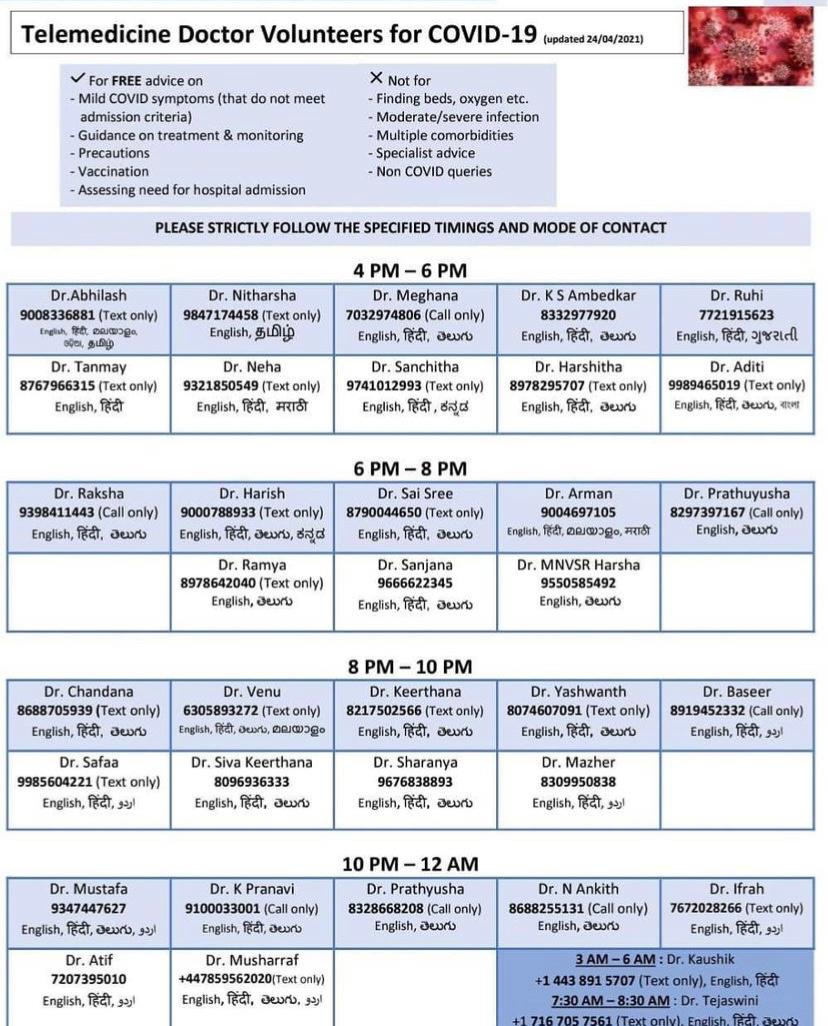 Telemedicine Doctor Volunteers for COVID-19 (updated 24/04/2021)
✓ For FREE advice on
- Mild COVID symptoms (that do not meet
admission criteria)
- Guidance on treatment & monitoring
- Precautions
- Vaccination
- Assessing need for hospital admission
✕ Not for
- Finding beds, oxygen etc.
- Moderate/severe infection
- Multiple comorbidities
- Specialist advice
- Non COVID queries
PLEASE STRICTLY FOLLOW THE SPECIFIED TIMINGS AND MODE OF CONTACT
4 PM – 6 PM
Dr.Abhilash
9008336881 (Text only)
English, हिंदी, മലയാളം,
ଓଡ଼ିଆ, தமிழ்
Dr. Nitharsha
9847174458 (Text only)
English, தமிழ்
Dr. Meghana
7032974806 (Call only)
English, हिंदी, తెలుగు
Dr. K S Ambedkar
8332977920
English, हिंदी, తెలుగు
Dr. Ruhi
7721915623
English, हिंदी, ગુજરાતી
Dr. Tanmay
8767966315 (Text only)
English, हिंदी
Dr. Neha
9321850549 (Text only)
English, हिंदी, मराठी
Dr. Sanchitha
9741012993 (Text only)
English, हिंदी , ಕನ್ನಡ
Dr. Harshitha
8978295707 (Text only)
English, हिंदी, తెలుగు
Dr. Aditi
9989465019 (Text only)
English, हिंदी, తెలుగు, বাংলা
6 PM – 8 PM
Dr. Raksha
9398411443 (Call only)
English, हिंदी, తెలుగు
Dr. Harish
9000788933 (Text only)
English, हिंदी, తెలుగు, ಕನ್ನಡ
Dr. Sai Sree
8790044650 (Text only)
English, हिंदी, తెలుగు
Dr. Arman
9004697105
English, हिंदी, മലയാളം, मराठी
Dr. Prathuyusha
8297397167 (Call only)
English, తెలుగు
Dr. Ramya
8978642040 (Text only)
English, తెలుగు
Dr. Sanjana
9666622345
English, हिंदी, తెలుగు
Dr. MNVSR Harsha
9550585492
English, తెలుగు
8 PM – 10 PM
Dr. Chandana
8688705939 (Text only)
English, हिंदी, తెలుగు
Dr. Venu
6305893272 (Text only)
English, हिंदी, తెలుగు, മലയാളം
Dr. Keerthana
8217502566 (Text only)
English, हिंदी, తెలుగు
Dr. Yashwanth
8074607091 (Text only)
English, हिंदी, తెలుగు
Dr. Baseer
8919452332 (Call only)
English, हिंदी, اردو
Dr. Safaa
9985604221 (Text only)
English, हिंदी, اردو
Dr. Siva Keerthana
8096936333
English, हिंदी, తెలుగు
Dr. Sharanya
9676838893
English, हिंदी, తెలుగు
Dr. Mazher
8309950838
English, हिंदी, اردو
10 PM – 12 AM
Dr. Mustafa
9347447627
English, हिंदी, తెలుగు, اردو
Dr. K Pranavi
9100033001 (Call only)
English, हिंदी, తెలుగు
Dr. Prathyusha
8328668208 (Call only)
English, తెలుగు
Dr. N Ankith
8688255131 (Call only)
English, తెలుగు
Dr. Ifrah
7672028266 (Text only)
English, हिंदी, اردو
Dr. Atif
7207395010
English, हिंदी, اردو
Dr. Musharraf
+447859562020(Text only)
English, हिंदी, తెలుగు, اردو
3 AM – 6 AM : Dr. Kaushik
+1 443 891 5707 (Text only), English, हिंदी
7:30 AM – 8:30 AM : Dr. Tejaswini
+1 716 705 7561 (Text only), English, हिंदी, తెలుగు